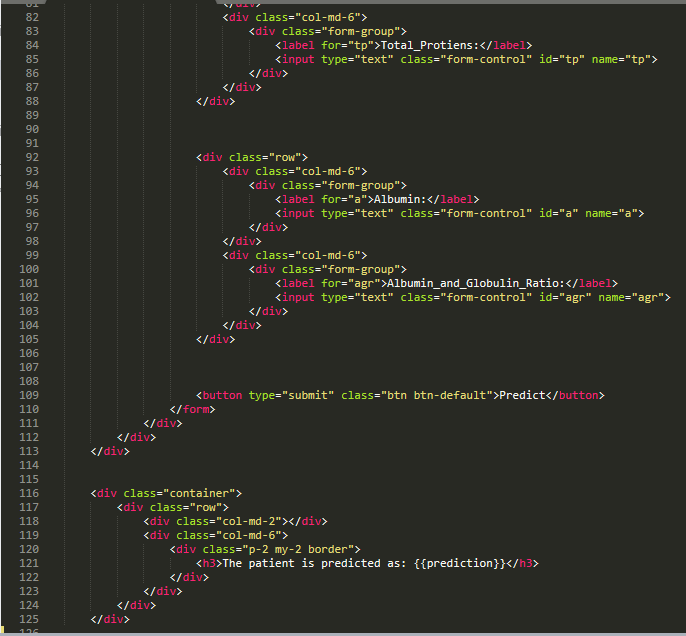 81 </div>
82 <div class="col-md-6">
83 <div class="form-group">
84 <label for="tp">Total_Protiens:</label>
85 <input type="text" class="form-control" id="tp" name="tp">
86 </div>
87 </div>
88 </div>
89
90
91
92 <div class="row">
93 <div class="col-md-6">
94 <div class="form-group">
95 <label for="a">Albumin:</label>
96 <input type="text" class="form-control" id="a" name="a">
97 </div>
98 </div>
99 <div class="col-md-6">
100 <div class="form-group">
101 <label for="agr">Albumin_and_Globulin_Ratio:</label>
102 <input type="text" class="form-control" id="agr" name="agr">
103 </div>
104 </div>
105 </div>
106
107
108
109 <button type="submit" class="btn btn-default">Predict</button>
110 </form>
111 </div>
112 </div>
113 </div>
114
115
116 <div class="container">
117 <div class="row">
118 <div class="col-md-2"></div>
119 <div class="col-md-6">
120 <div class="p-2 my-2 border">
121 <h3>The patient is predicted as: {{prediction}}</h3>
122 </div>
123 </div>
124 </div>
125 </div>
126